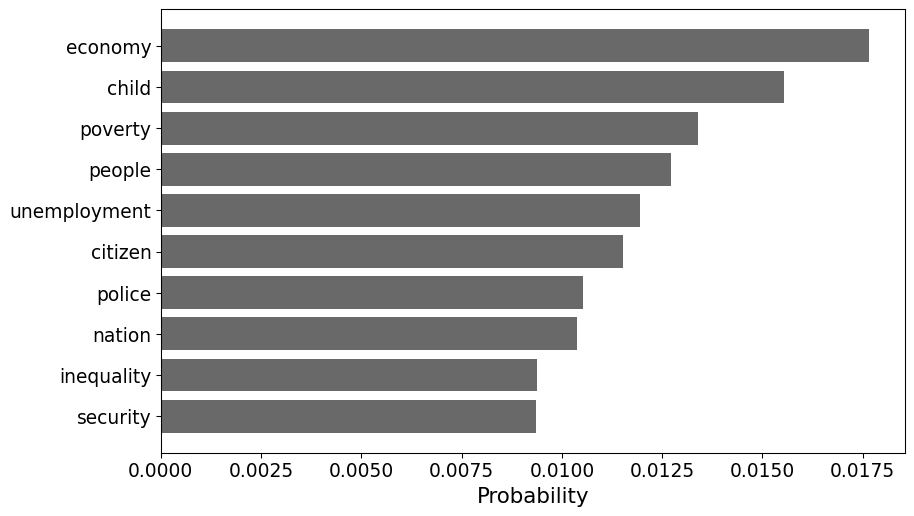 economy
child
poverty
people
unemployment
citizen
police
nation
inequality
security
0.0000 0.0025 0.0050 0.0075 0.0100 0.0125 0.0150 0.0175
Probability